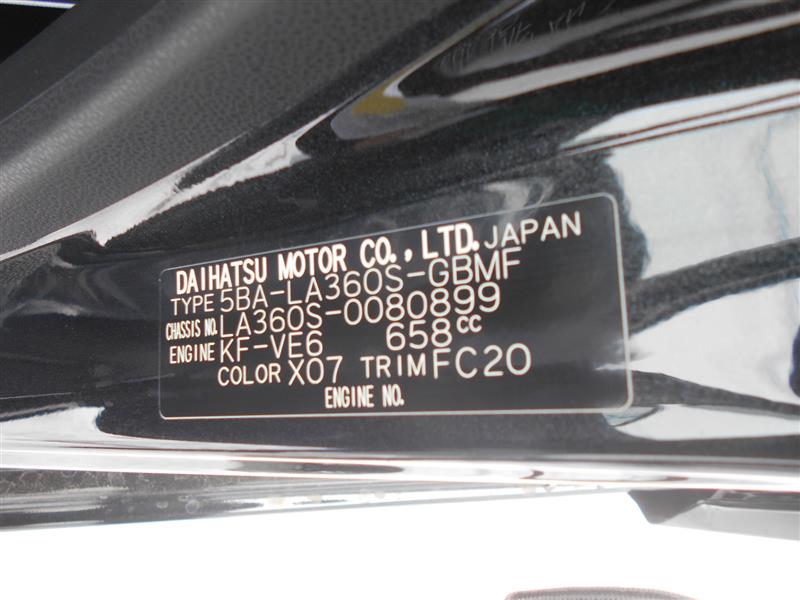 DAIHATSU MOTOR CO., LTD. JAPAN
TYPE 5BA-LA360S-GBMF
CHASSIS NO. LA360S-0080899
ENGINE KF-VE6 658CC
COLOR X07 TRIM FC20
ENGINE NO.